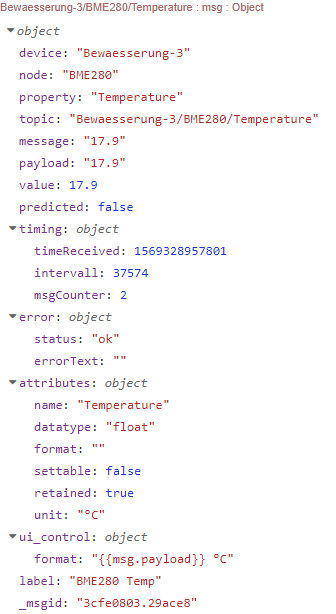 Bewaesserung-3/BME280/Temperature : msg : Object
object
device: "Bewaesserung-3"
node: "BME280"
property: "Temperature"
topic: "Bewaesserung-3/BME280/Temperature"
message: "17.9"
payload: "17.9"
value: 17.9
predicted: false
timing: object
timeReceived: 1569328957801
intervall: 37574
msgCounter: 2
error: object
status: "ok"
errorText: ""
attributes: object
name: "Temperature"
datatype: "float"
format: ""
settable: false
retained: true
unit: "°C"
ui_control: object
format: "{{msg.payload}} °C"
label: "BME280 Temp"
_msgid: "3cfe0803.29ace8"